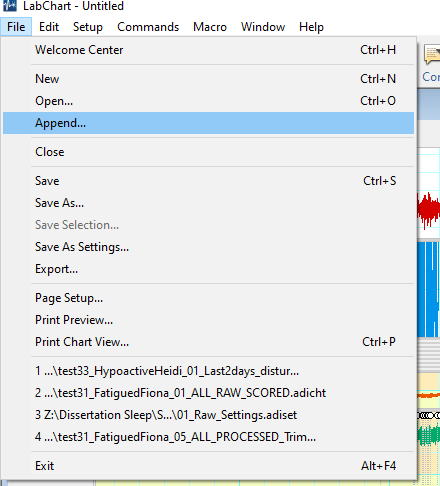 LabChart - Untitled
File Edit Setup Commands Macro Window Help
Welcome Center Ctrl+H
New Ctrl+N
Open... Ctrl+O
Append...
Close
Save Ctrl+S
Save As...
Save Selection...
Save As Settings...
Export...
Page Setup...
Print Preview...
Print Chart View... Ctrl+P
1 ...\test33_HypoactiveHeidi_01_Last2days_distur...
2 ...\test31_FatiguedFiona_01_ALL_RAW_SCORED.adicht
3 Z:\Dissertation Sleep\S...\01_Raw_Settings.adiset
4 ...\test31_FatiguedFiona_05_ALL_PROCESSED_Trim...
Exit Alt+F4